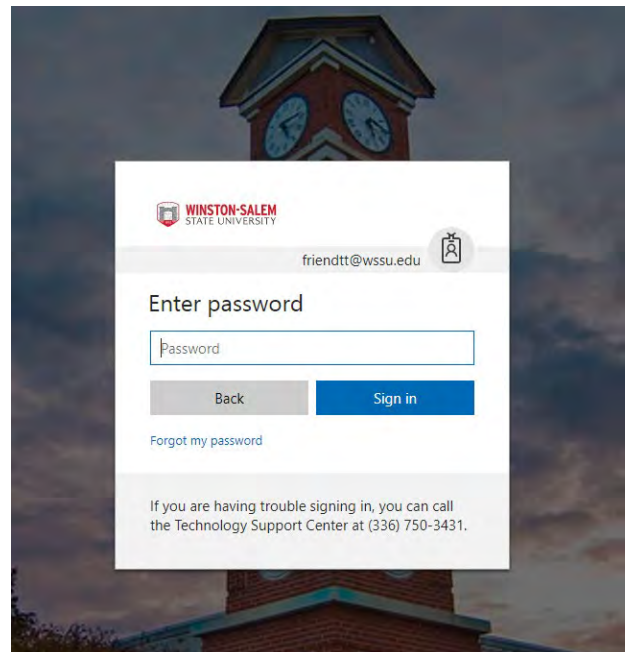 WINSTON-SALEM
STATE UNIVERSITY
friendtt@wssu.edu
Enter password
Password
Back
Sign in
Forgot my password
If you are having trouble signing in, you can call
the Technology Support Center at (336) 750-3431.